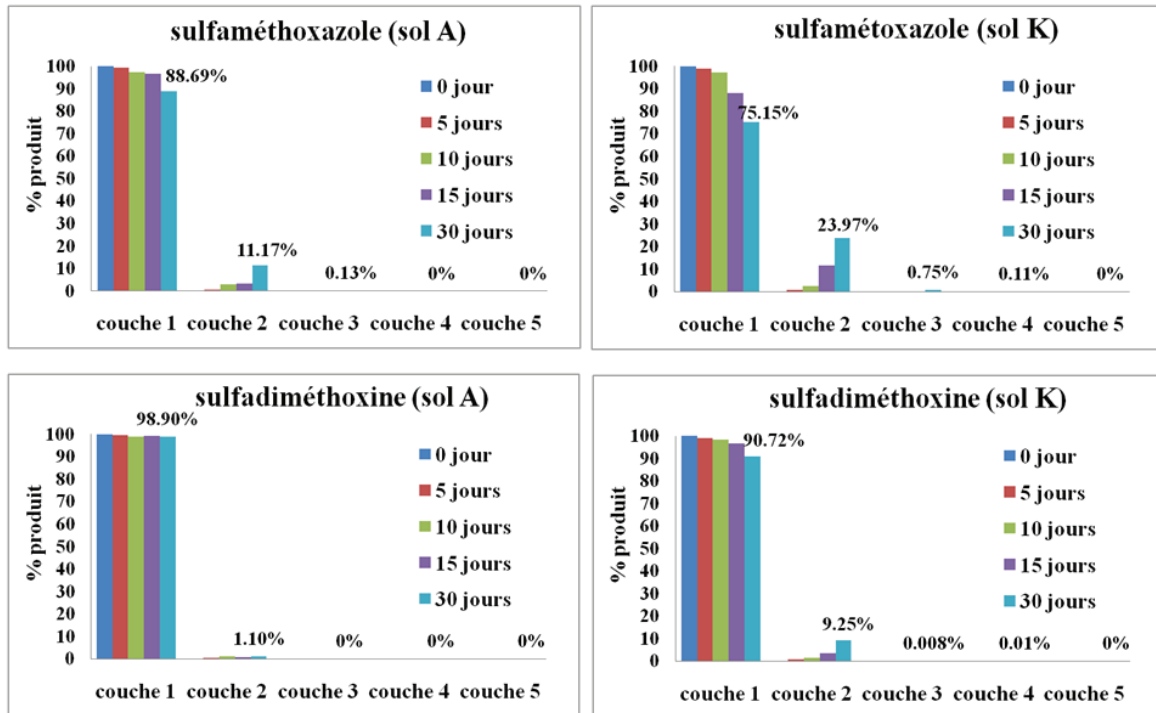 sulfaméthoxazole (sol A)
% produit
100
90
80
70
60
50
40
30
20
10
0
88.69%
11.17%
0.13%
0%
0%
0 jour
5 jours
10 jours
15 jours
30 jours
couche 1 couche 2 couche 3 couche 4 couche 5
sulfamétoxazole (sol K)
% produit
100
90
80
70
60
50
40
30
20
10
0
75.15%
23.97%
0.75%
0.11%
0%
0 jour
5 jours
10 jours
15 jours
30 jours
couche 1 couche 2 couche 3 couche 4 couche 5
sulfadiméthoxine (sol A)
% produit
100
90
80
70
60
50
40
30
20
10
0
98.90%
1.10%
0%
0%
0%
0 jour
5 jours
10 jours
15 jours
30 jours
couche 1 couche 2 couche 3 couche 4 couche 5
sulfadiméthoxine (sol K)
% produit
100
90
80
70
60
50
40
30
20
10
0
90.72%
9.25%
0.008%
0.01%
0%
0 jour
5 jours
10 jours
15 jours
30 jours
couche 1 couche 2 couche 3 couche 4 couche 5